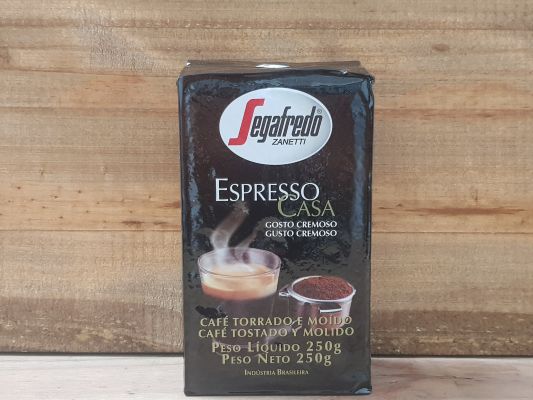 Segafredo®
ZANETTI
ESPRESSO
CASA
GOSTO CREMOSO
GUSTO CREMOSO
CAFÉ TORRADO E MOÍDO
CAFÉ TOSTADO Y MOLIDO
PESO LÍQUIDO 250g
PESO NETO 250g
INDÚSTRIA BRASILEIRA